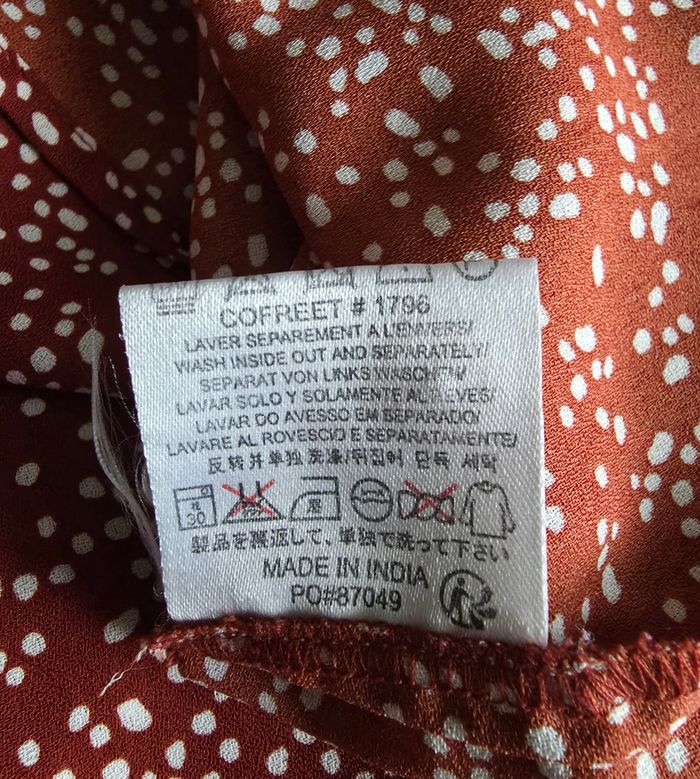 COFREET # 1796
LAVER SEPAREMENT A L'ENVERS/
WASH INSIDE OUT AND SEPARATELY/
SEPARAT VON LINKS WASCHEN/
LAVAR SOLO Y SOLAMENTE AL REVES/
LAVAR DO AVESSO EM SEPARADO/
LAVARE AL ROVESCIO E SEPARATAMENTE/
反转并单独洗涤/뒤집어 단독 세탁
30
製品を裏返して、単独で洗って下さい
MADE IN INDIA
PO#87049